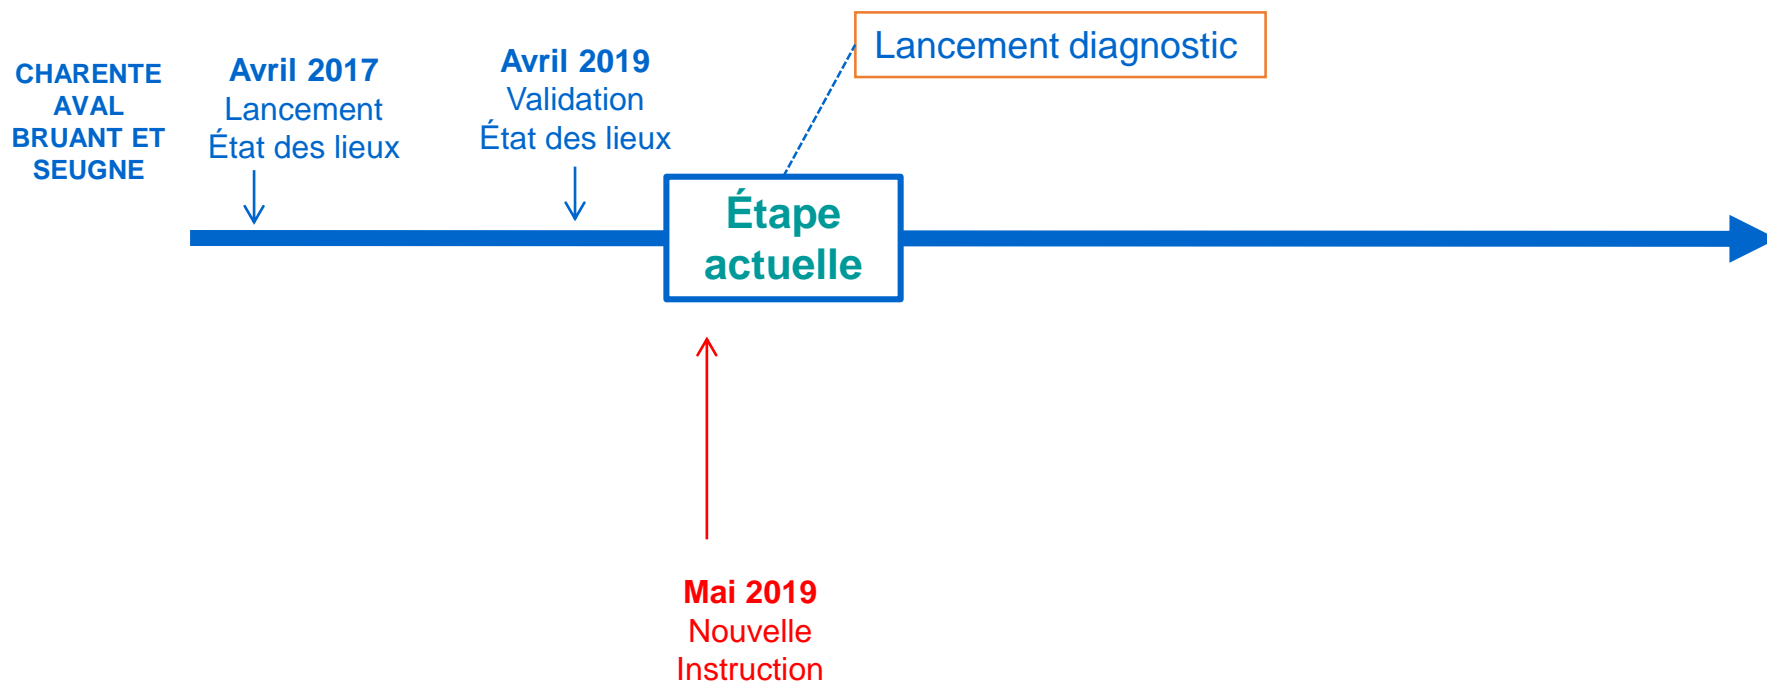 CHARENTE
AVAL
BRUANT ET
SEUGNE
Avril 2017
Lancement
État des lieux
Avril 2019
Validation
État des lieux
Lancement diagnostic
Étape
actuelle
Mai 2019
Nouvelle
Instruction